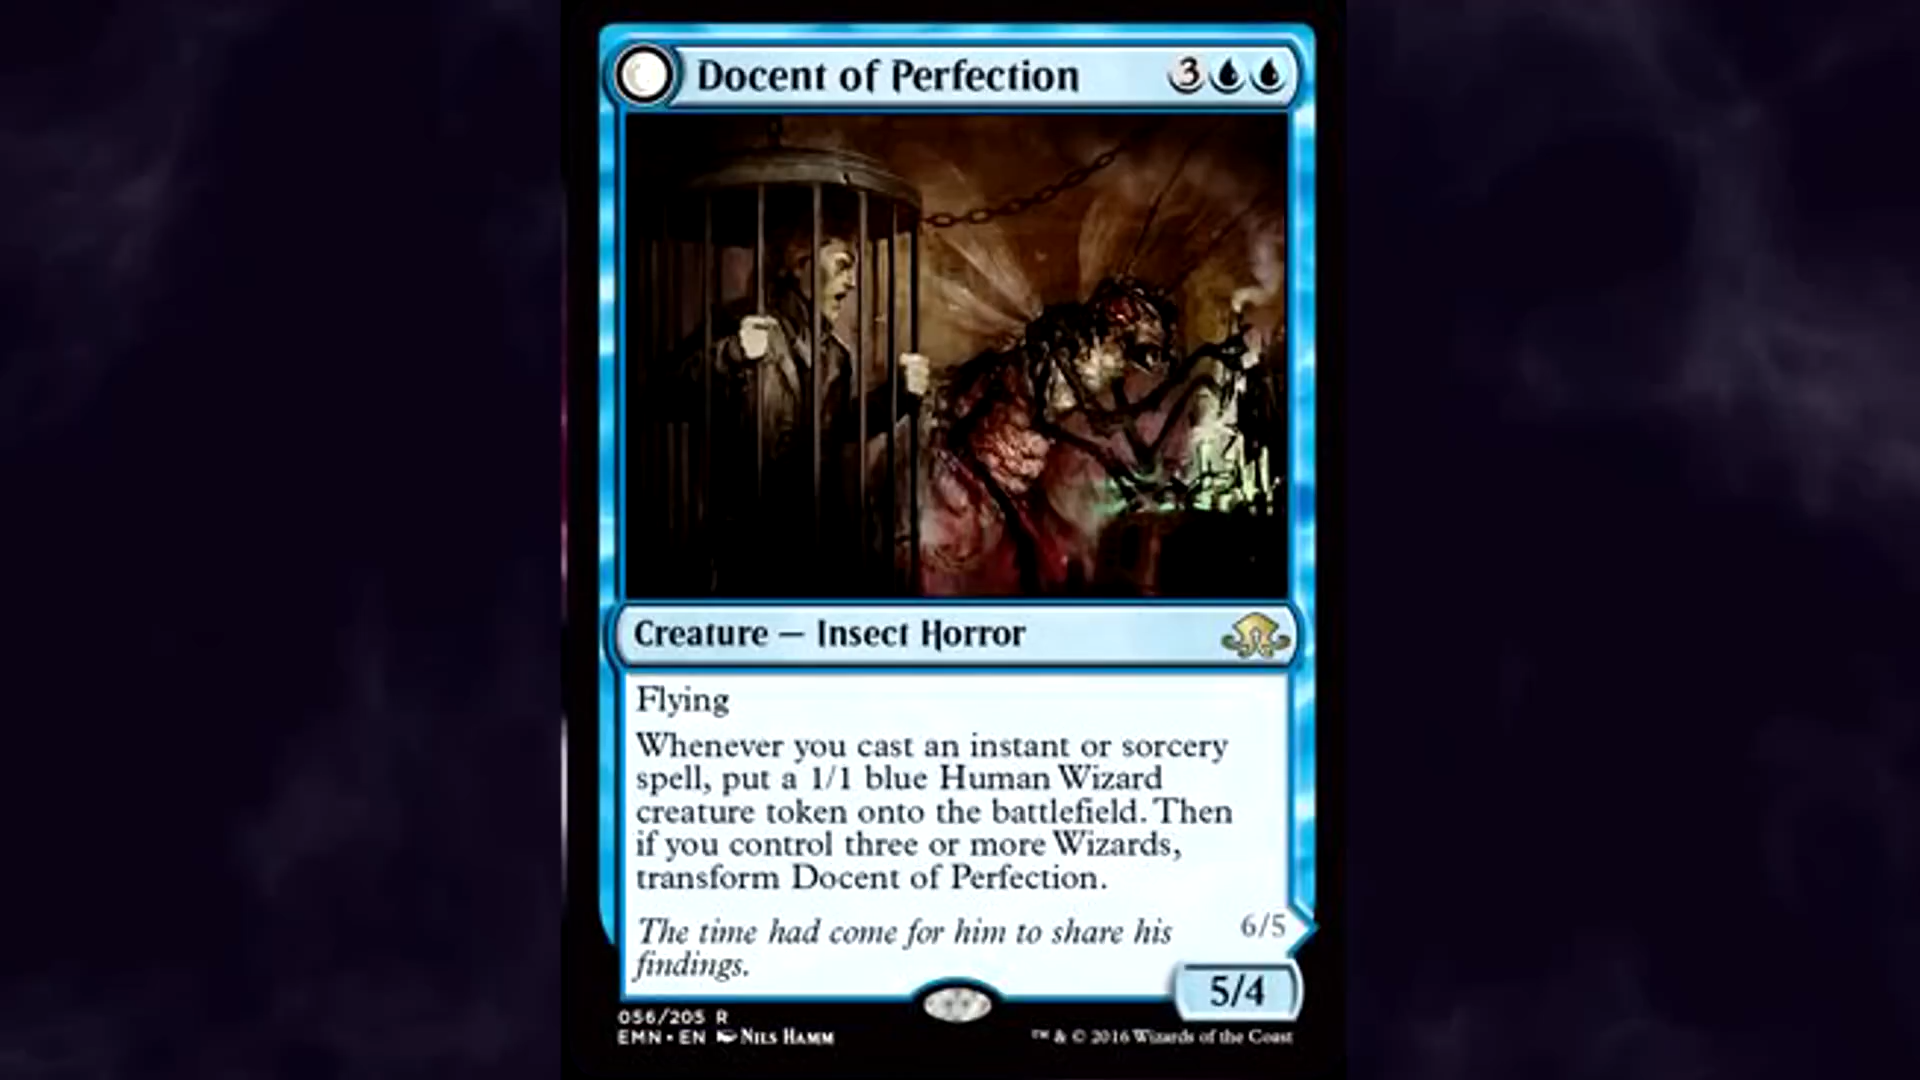 Docent of Perfection 3
Creature — Insect Horror
Flying
Whenever you cast an instant or sorcery
spell, put a 1/1 blue Human Wizard
creature token onto the battlefield. Then
if you control three or more Wizards,
transform Docent of Perfection.
The time had come for him to share his
findings.
6/5
5/4
056/205 R
EMN • EN Nils Hamm
™ & © 2016 Wizards of the Coast